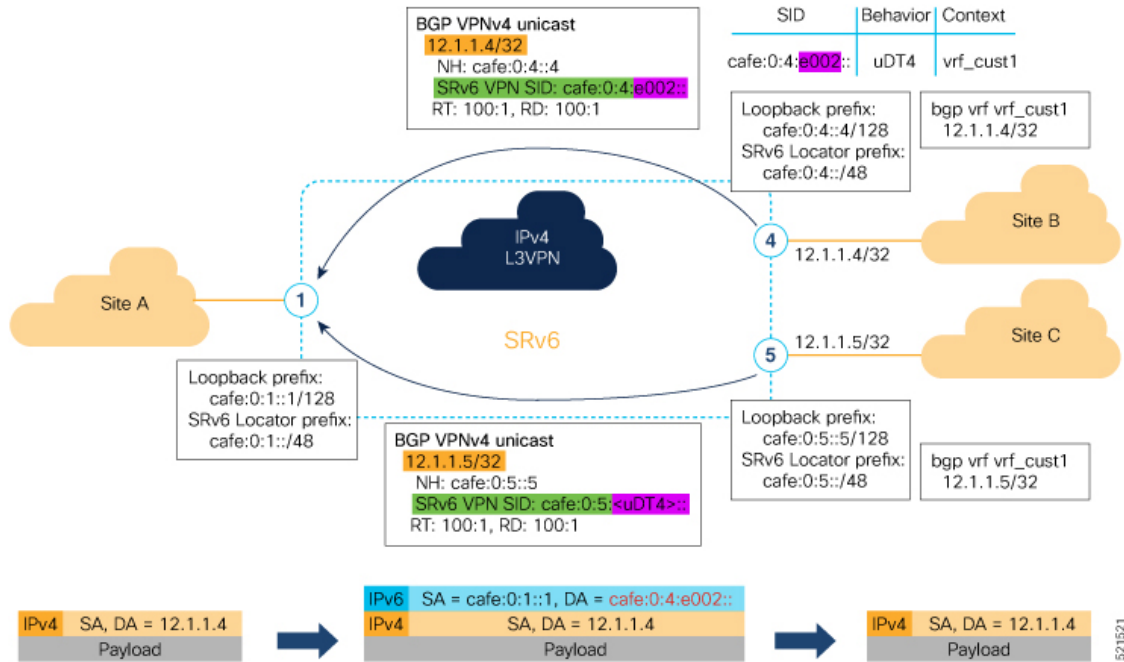 BGP VPNv4 unicast
12.1.1.4/32
NH: cafe:0:4::4
SRv6 VPN SID: cafe:0:4:e002::
RT: 100:1, RD: 100:1
SID Behavior Context
cafe:0:4:e002:: uDT4 vrf_cust1
Loopback prefix:
cafe:0:4::4/128
SRv6 Locator prefix:
cafe:0:4::/48
bgp vrf vrf_cust1
12.1.1.4/32
IPv4
L3VPN
4
Site B
12.1.1.4/32
Site A
1
SRv6
5
12.1.1.5/32
Site C
Loopback prefix:
cafe:0:1::1/128
SRv6 Locator prefix:
cafe:0:1::/48
BGP VPNv4 unicast
12.1.1.5/32
NH: cafe:0:5::5
SRv6 VPN SID: cafe:0:5:<uDT4>::
RT: 100:1, RD: 100:1
Loopback prefix:
cafe:0:5::5/128
SRv6 Locator prefix:
cafe:0:5::/48
bgp vrf vrf_cust1
12.1.1.5/32
IPv4 SA, DA = 12.1.1.4
Payload
IPv6 SA = cafe:0:1::1, DA = cafe:0:4:e002::
IPv4 SA, DA = 12.1.1.4
Payload
IPv4 SA, DA = 12.1.1.4
Payload
521521